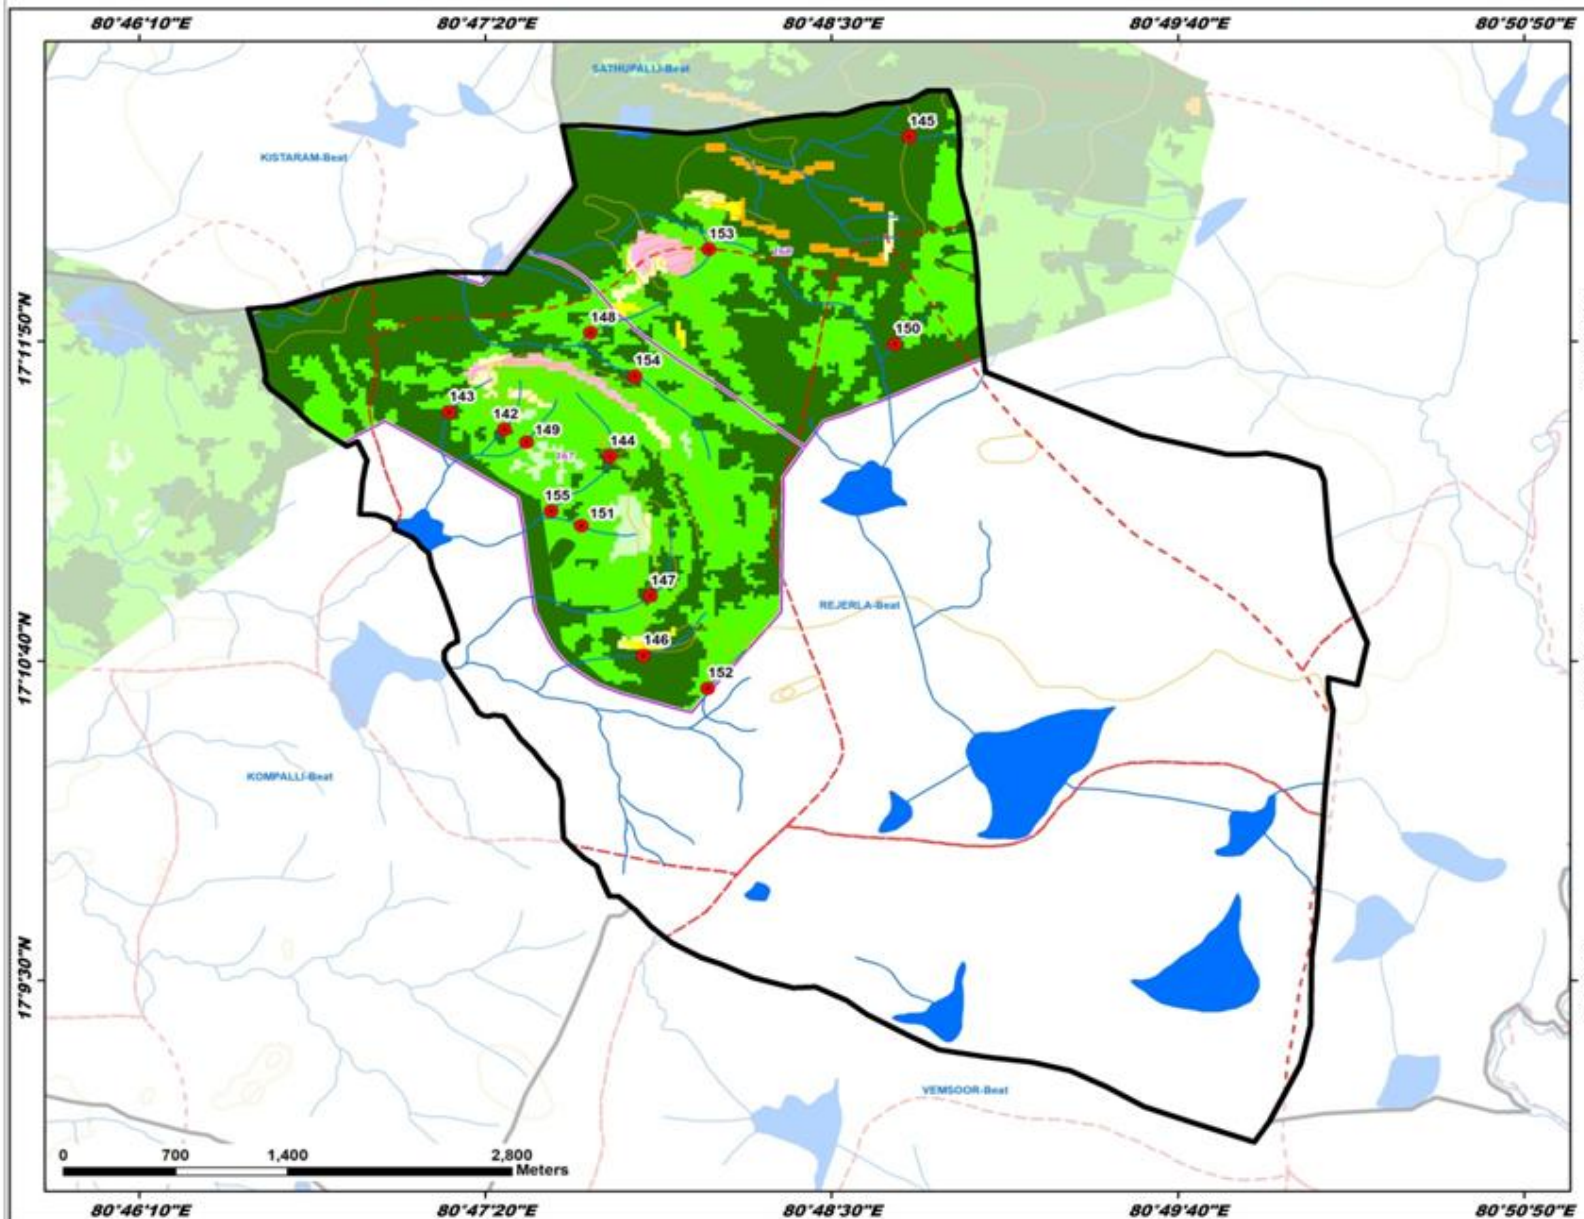 80°46'10"E 80°47'20"E 80°48'30"E 80°49'40"E 80°50'50"E
SATHUPALLI-Beat
145
KISTARAM-Beat
153
268
148
150
17°11'50"N
154
143
142
149
144
267
155
151
147
REJERLA-Beat
146
17°10'40"N
152
KOMPALLI-Beat
17°9'30"N
VEMSOOR-Beat
0 700 1,400 2,800
Meters
80°46'10"E 80°47'20"E 80°48'30"E 80°49'40"E 80°50'50"E